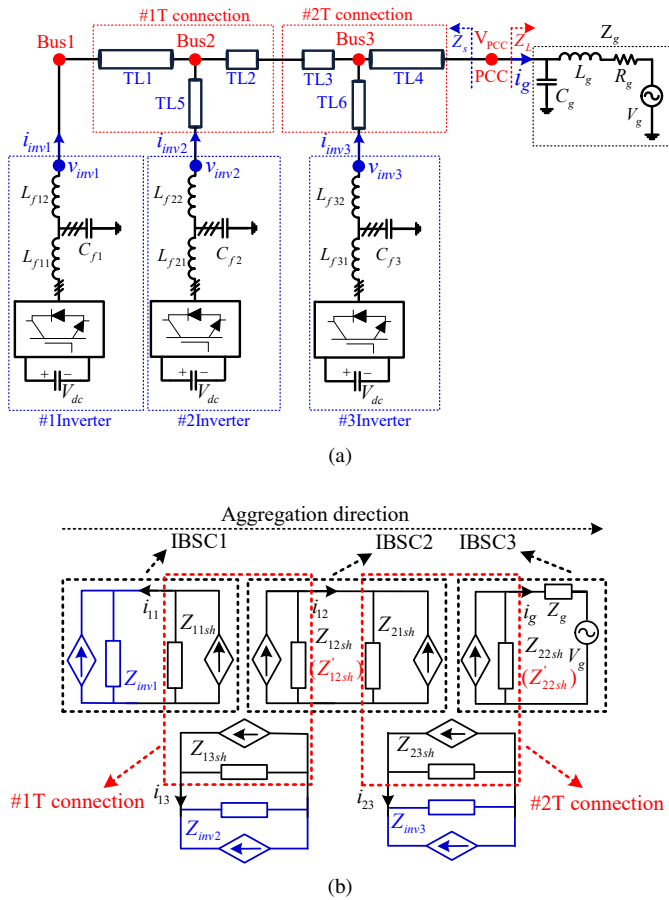 #1T connection
#2T connection
Bus1
Bus2
Bus3
Z_s
V_PCC
Z_L
Z_g
TL1
TL2
TL3
TL4
PCC
i_g
L_g
R_g
C_g
V_g
TL5
TL6
i_inv1
i_inv2
i_inv3
v_inv1
v_inv2
v_inv3
L_f12
L_f22
L_f32
C_f1
C_f2
C_f3
L_f11
L_f21
L_f31
+ −
+ −
+ −
V_dc
V_dc
V_dc
#1Inverter
#2Inverter
#3Inverter
(a)
Aggregation direction
IBSC1
IBSC2
IBSC3
i_11
Z_11sh
i_12
Z_12sh
(Z'_12sh)
Z_21sh
i_g
Z_g
Z_22sh
(Z'_22sh)
V_g
Z_inv1
Z_13sh
Z_23sh
#1T connection
i_13
i_23
#2T connection
Z_inv2
Z_inv3
(b)